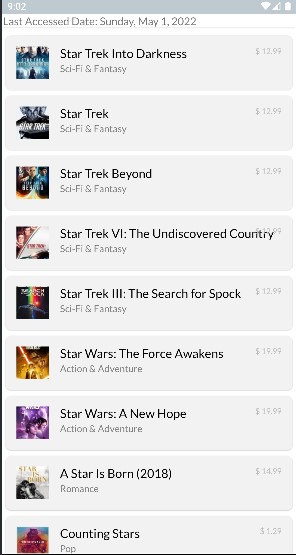 9:02
Last Accessed Date: Sunday, May 1, 2022
Star Trek Into Darkness
$ 12.99
Sci-Fi & Fantasy
Star Trek
$ 12.99
Sci-Fi & Fantasy
Star Trek Beyond
$ 12.99
Sci-Fi & Fantasy
Star Trek VI: The Undiscovered Country
$ 12.99
Sci-Fi & Fantasy
Star Trek III: The Search for Spock
$ 12.99
Sci-Fi & Fantasy
Star Wars: The Force Awakens
$ 19.99
Action & Adventure
Star Wars: A New Hope
$ 19.99
Action & Adventure
A Star Is Born (2018)
$ 14.99
Romance
Counting Stars
$ 1.29
Pop